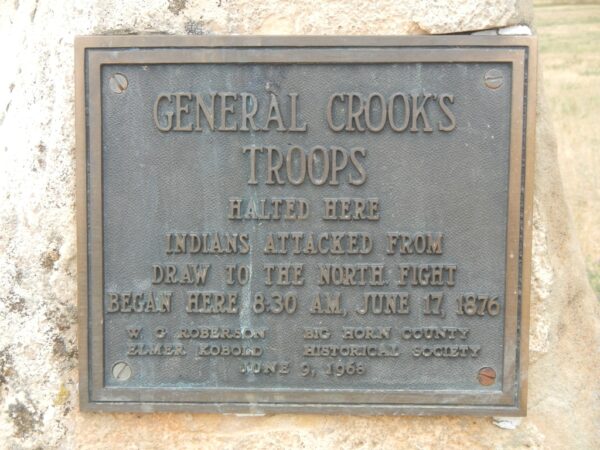 GENERAL CROOK'S
TROOPS
HALTED HERE
INDIANS ATTACKED FROM
DRAW TO THE NORTH. FIGHT
BEGAN HERE 8:30 AM, JUNE 17, 1876
W. G. ROBERSON BIG HORN COUNTY
ELMER KOBOLD HISTORICAL SOCIETY
JUNE 9, 1968